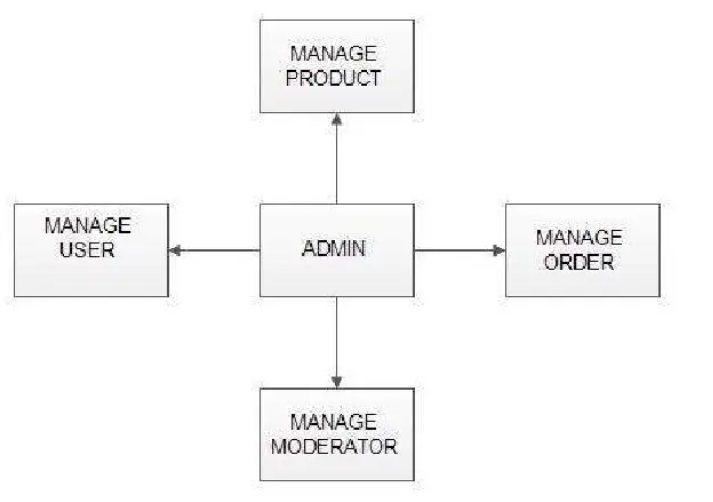 MANAGE
PRODUCT
MANAGE
USER
ADMIN
MANAGE
ORDER
MANAGE
MODERATOR